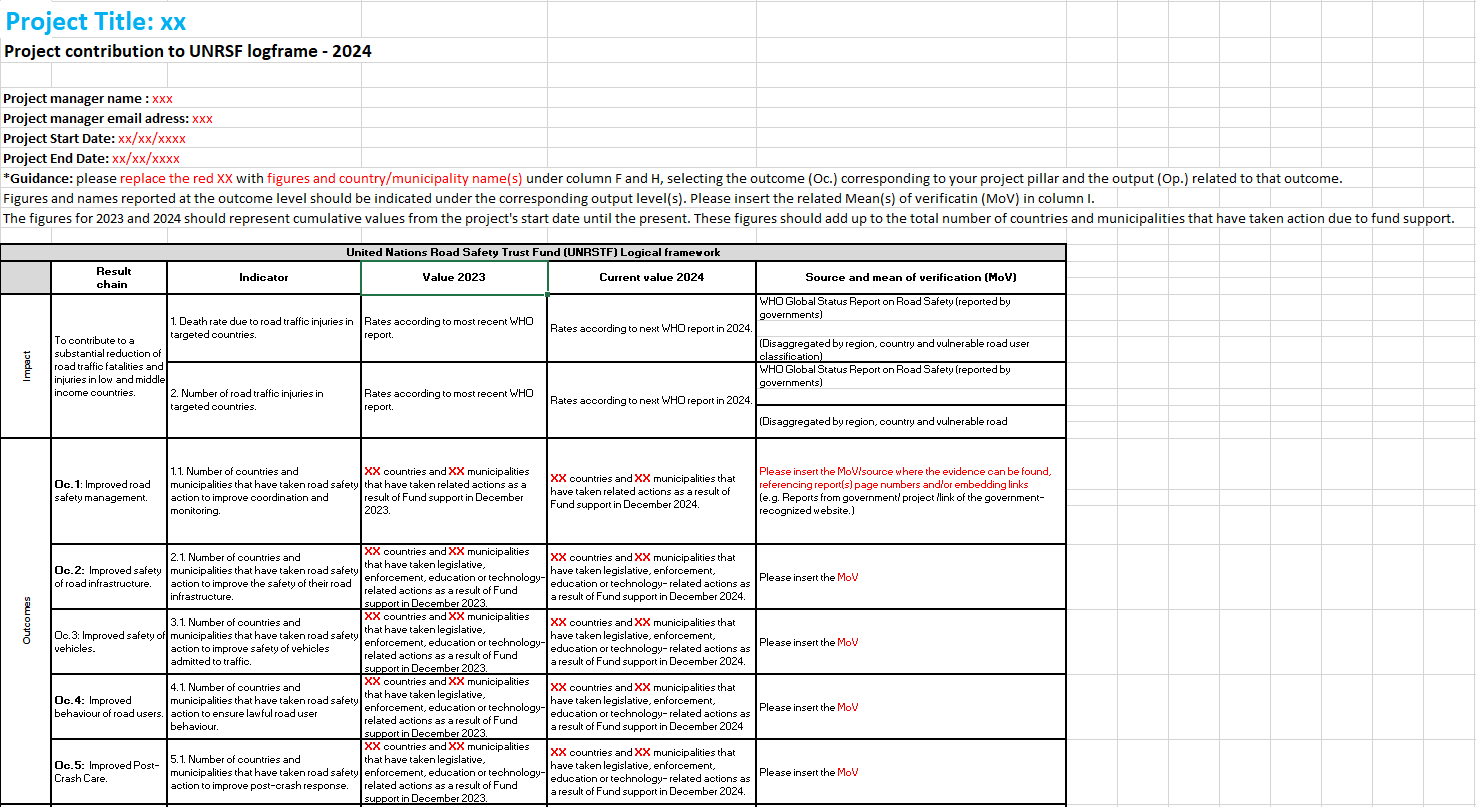 Project Title: xx
Project contribution to UNRSF logframe - 2024
Project manager name : xxx
Project manager email adress: xxx
Project Start Date: xx/xx/xxxx
Project End Date: xx/xx/xxxx
*Guidance: please replace the red XX with figures and country/municipality name(s) under column F and H, selecting the outcome (Oc.) corresponding to your project pillar and the output (Op.) related to that outcome.
Figures and names reported at the outcome level should be indicated under the corresponding output level(s). Please insert the related Mean(s) of verificatin (MoV) in column I.
The figures for 2023 and 2024 should represent cumulative values from the project's start date until the present. These figures should add up to the total number of countries and municipalities that have taken action due to fund support.
United Nations Road Safety Trust Fund (UNRSTF) Logical framework
Result
chain
Indicator
Value 2023
Current value 2024
Source and mean of verification (MoV)
Impact
To contribute to a
substantial reduction of
road traffic fatalities and
injuries in low and middle
income countries.
1. Death rate due to road traffic injuries in
targeted countries.
Rates according to most recent WHO
report.
Rates according to next WHO report in 2024.
WHO Global Status Report on Road Safety (reported by
governments)
(Disaggregated by region, country and vulnerable road user
classification)
2. Number of road traffic injuries in
targeted countries.
Rates according to most recent WHO
report.
Rates according to next WHO report in 2024.
WHO Global Status Report on Road Safety (reported by
governments)
(Disaggregated by region, country and vulnerable road
Outcomes
Oc.1: Improved road
safety management.
1.1. Number of countries and
municipalities that have taken road safety
action to improve coordination and
monitoring.
XX countries and XX municipalities
that have taken related actions as a
result of Fund support in December
2023.
XX countries and XX municipalities that
have taken related actions as a result of
Fund support in December 2024.
Please insert the MoV/source where the evidence can be found,
referencing report(s) page numbers and/or embedding links
(e.g. Reports from government/ project /link of the government-
recognized website.)
Oc.2: Improved safety
of road infrastructure.
2.1. Number of countries and
municipalities that have taken road safety
action to improve the safety of their road
infrastructure.
XX countries and XX municipalities
that have taken legislative,
enforcement, education or technology-
related actions as a result of Fund
support in December 2023.
XX countries and XX municipalities that
have taken legislative, enforcement,
education or technology- related actions as
a result of Fund support in December 2024.
Please insert the MoV
Oc.3: Improved safety of
vehicles.
3.1. Number of countries and
municipalities that have taken road safety
action to improve safety of vehicles
admitted to traffic.
XX countries and XX municipalities
that have taken legislative,
enforcement, education or technology-
related actions as a result of Fund
support in December 2023.
XX countries and XX municipalities that
have taken legislative, enforcement,
education or technology- related actions as
a result of Fund support in December 2024.
Please insert the MoV
Oc.4: Improved
behaviour of road users.
4.1. Number of countries and
municipalities that have taken road safety
action to ensure lawful road user
behaviour.
XX countries and XX municipalities
that have taken legislative,
enforcement, education or technology-
related actions as a result of Fund
support in December 2023.
XX countries and XX municipalities that
have taken legislative, enforcement,
education or technology- related actions as
a result of Fund support in December 2024
Please insert the MoV
Oc.5: Improved Post-
Crash Care.
5.1. Number of countries and
municipalities that have taken road safety
action to improve post-crash response.
XX countries and XX municipalities
that have taken legislative,
enforcement, education or technology-
related actions as a result of Fund
support in December 2023.
XX countries and XX municipalities that
have taken legislative, enforcement,
education or technology- related actions as
a result of Fund support in December 2024.
Please insert the MoV